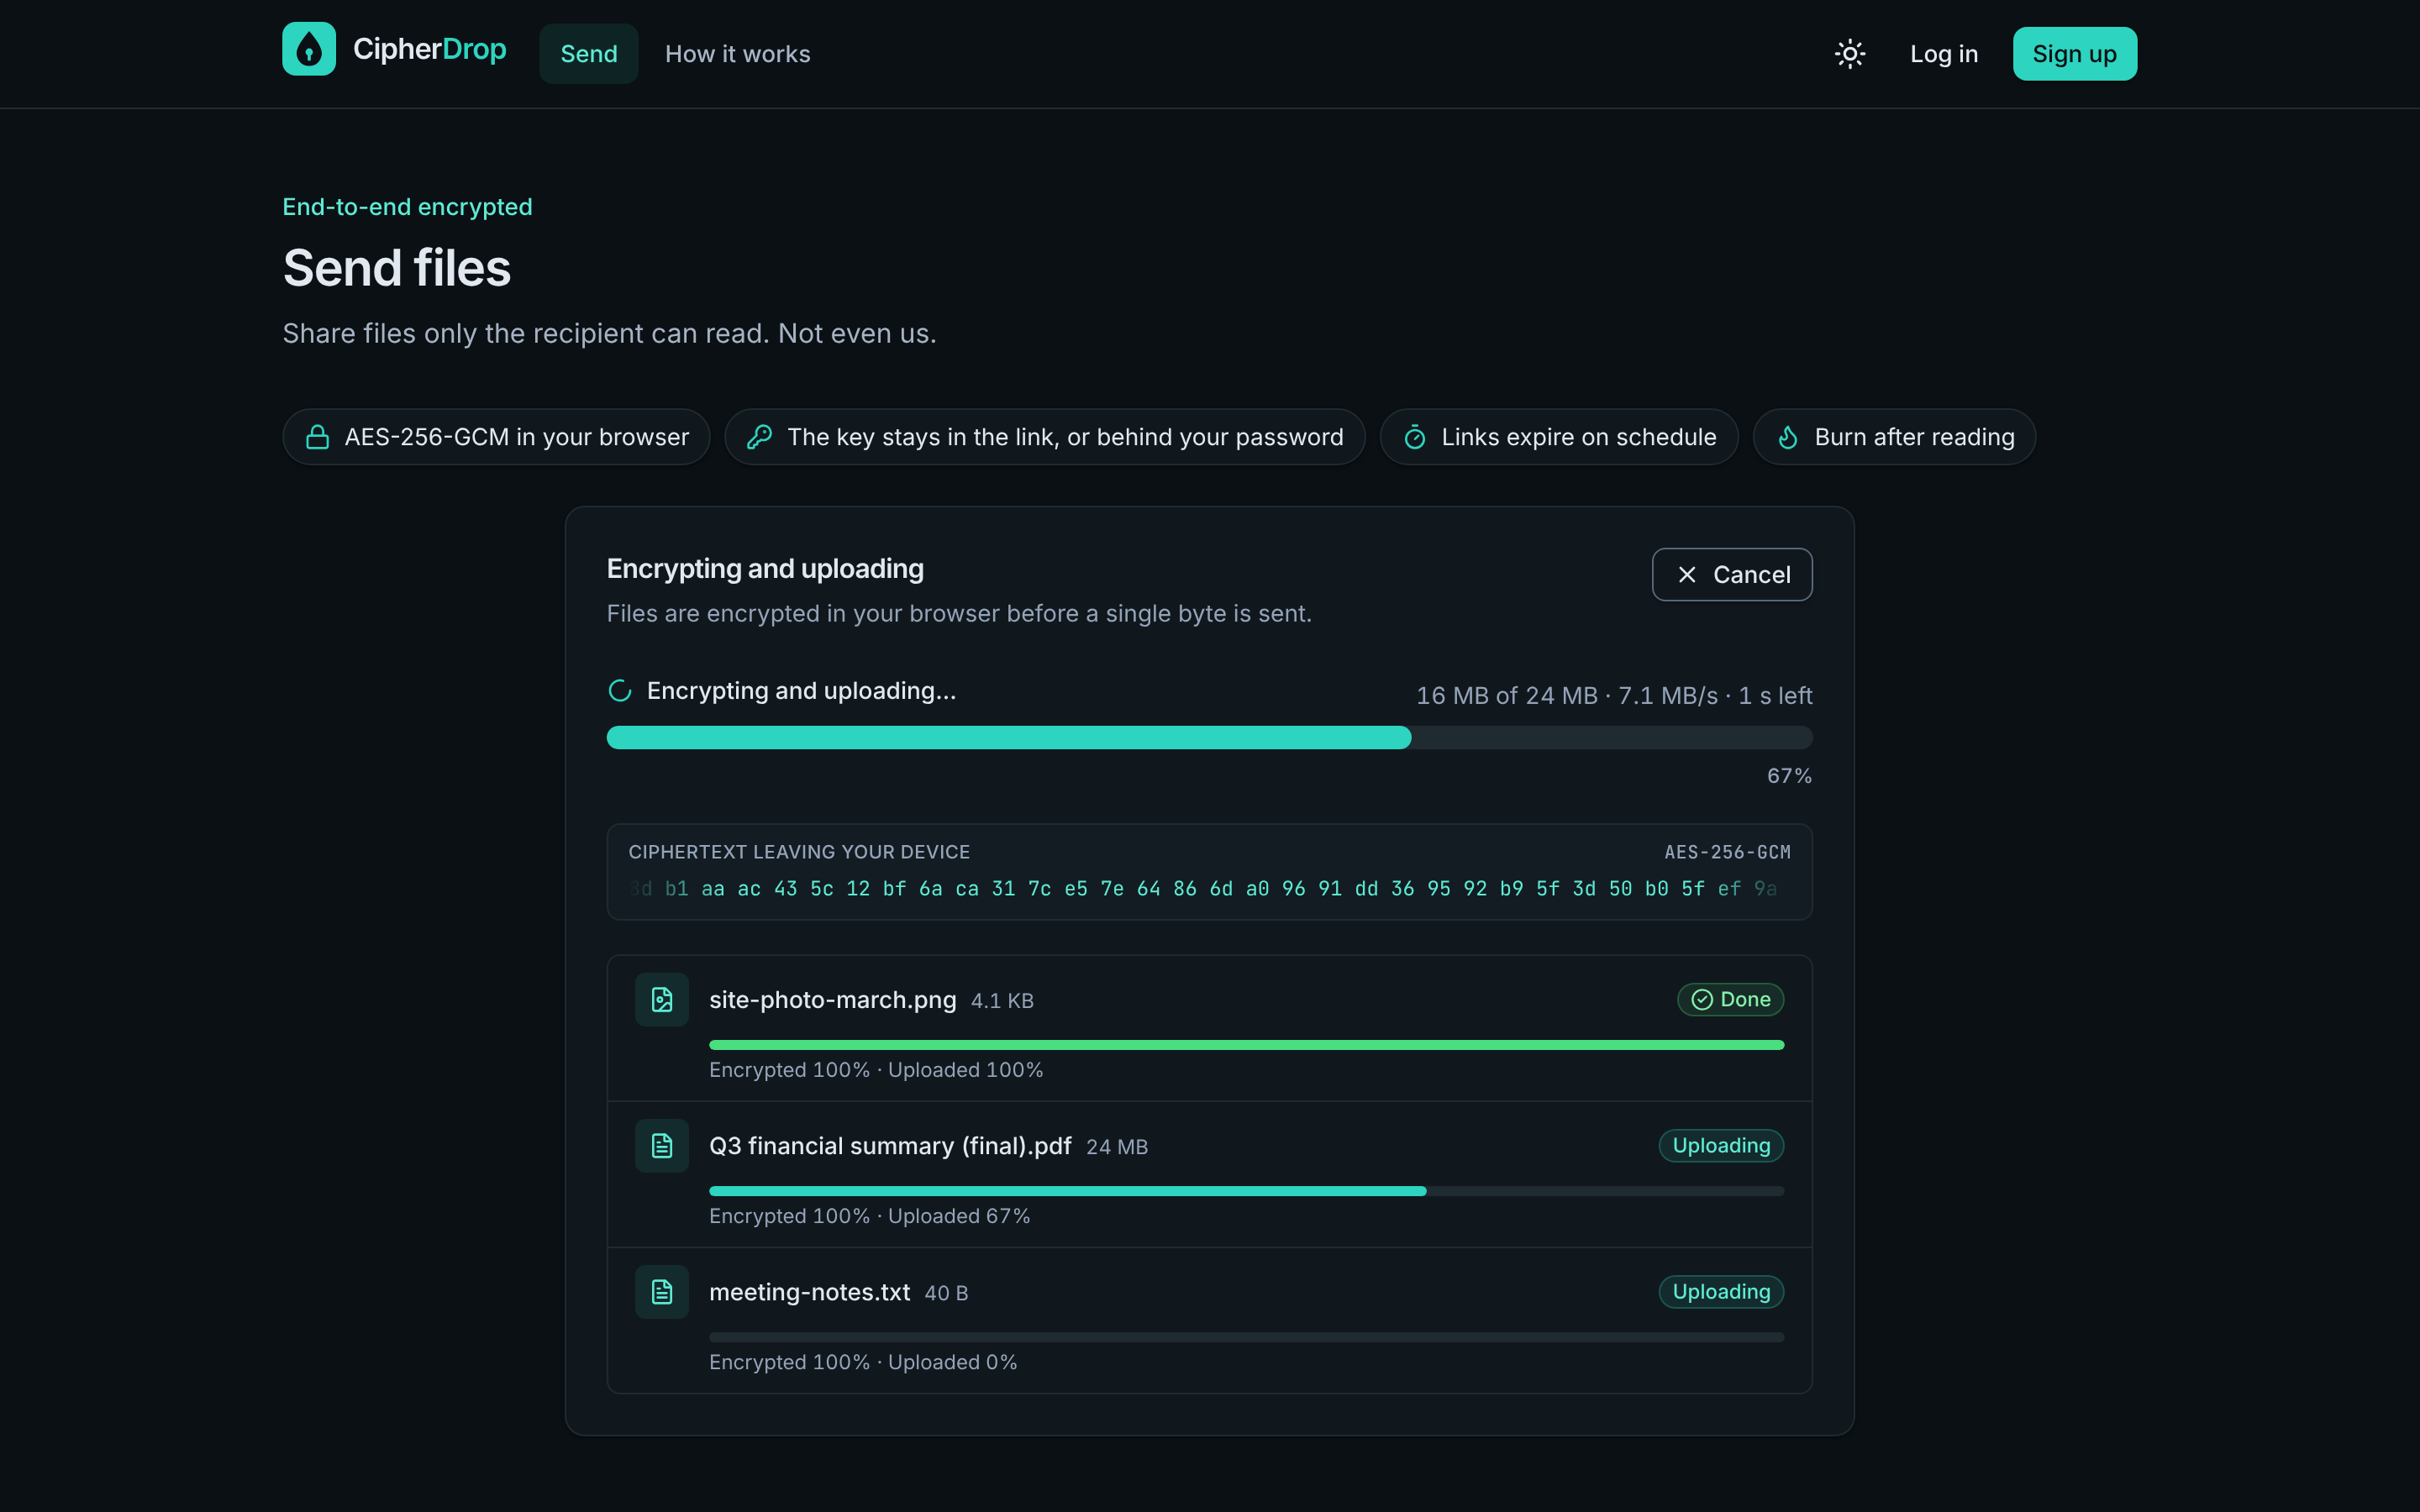 CipherDrop
Send
How it works
Log in
Sign up
End-to-end encrypted
Send files
Share files only the recipient can read. Not even us.
AES-256-GCM in your browser
The key stays in the link, or behind your password
Links expire on schedule
Burn after reading
Encrypting and uploading
Cancel
Files are encrypted in your browser before a single byte is sent.
Encrypting and uploading...
16 MB of 24 MB · 7.1 MB/s · 1 s left
67%
CIPHERTEXT LEAVING YOUR DEVICE
AES-256-GCM
3d b1 aa ac 43 5c 12 bf 6a ca 31 7c e5 7e 64 86 6d a0 96 91 dd 36 95 92 b9 5f 3d 50 b0 5f ef 9a
site-photo-march.png 4.1 KB
Done
Encrypted 100% · Uploaded 100%
Q3 financial summary (final).pdf 24 MB
Uploading
Encrypted 100% · Uploaded 67%
meeting-notes.txt 40 B
Uploading
Encrypted 100% · Uploaded 0%